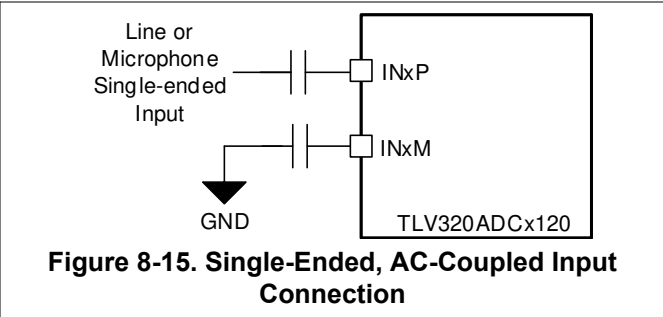 Line or
Microphone
Single-ended
Input
INxP
INxM
GND
TLV320ADCx120
Figure 8-15. Single-Ended, AC-Coupled Input
Connection